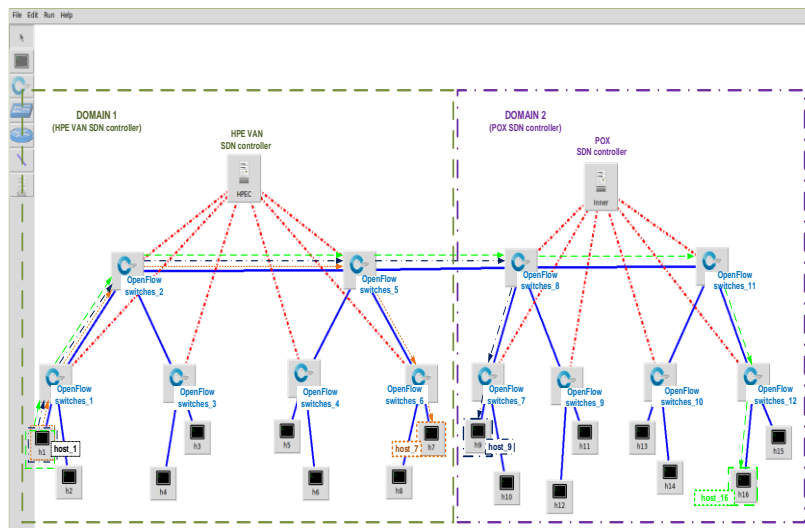 File Edit Run Help
DOMAIN 1
(HPE VAN SDN controller)
DOMAIN 2
(POX SDN controller)
HPE VAN
SDN controller
POX
SDN controller
HPEC
Inner
OpenFlow
switches_2
OpenFlow
switches_5
OpenFlow
switches_8
OpenFlow
switches_11
OpenFlow
switches_1
OpenFlow
switches_3
OpenFlow
switches_4
OpenFlow
switches_6
OpenFlow
switches_7
OpenFlow
switches_9
OpenFlow
switches_10
OpenFlow
switches_12
h1
host_1
h2
h3
h4
h5
h6
host_7
h7
h8
h9
host_9
h10
h11
h12
h13
h14
h15
host_16
h16